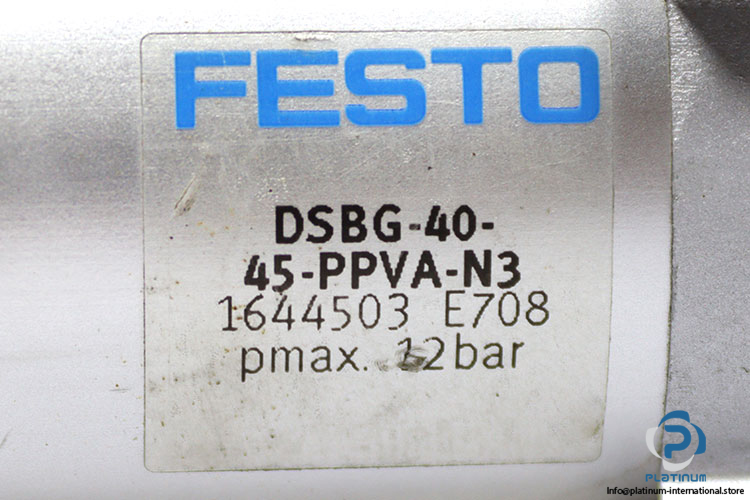 FESTO
DSBG-40-
45-PPVA-N3
1644503 E708
pmax. 12bar
PLATINUM
Info@platinum-international.store